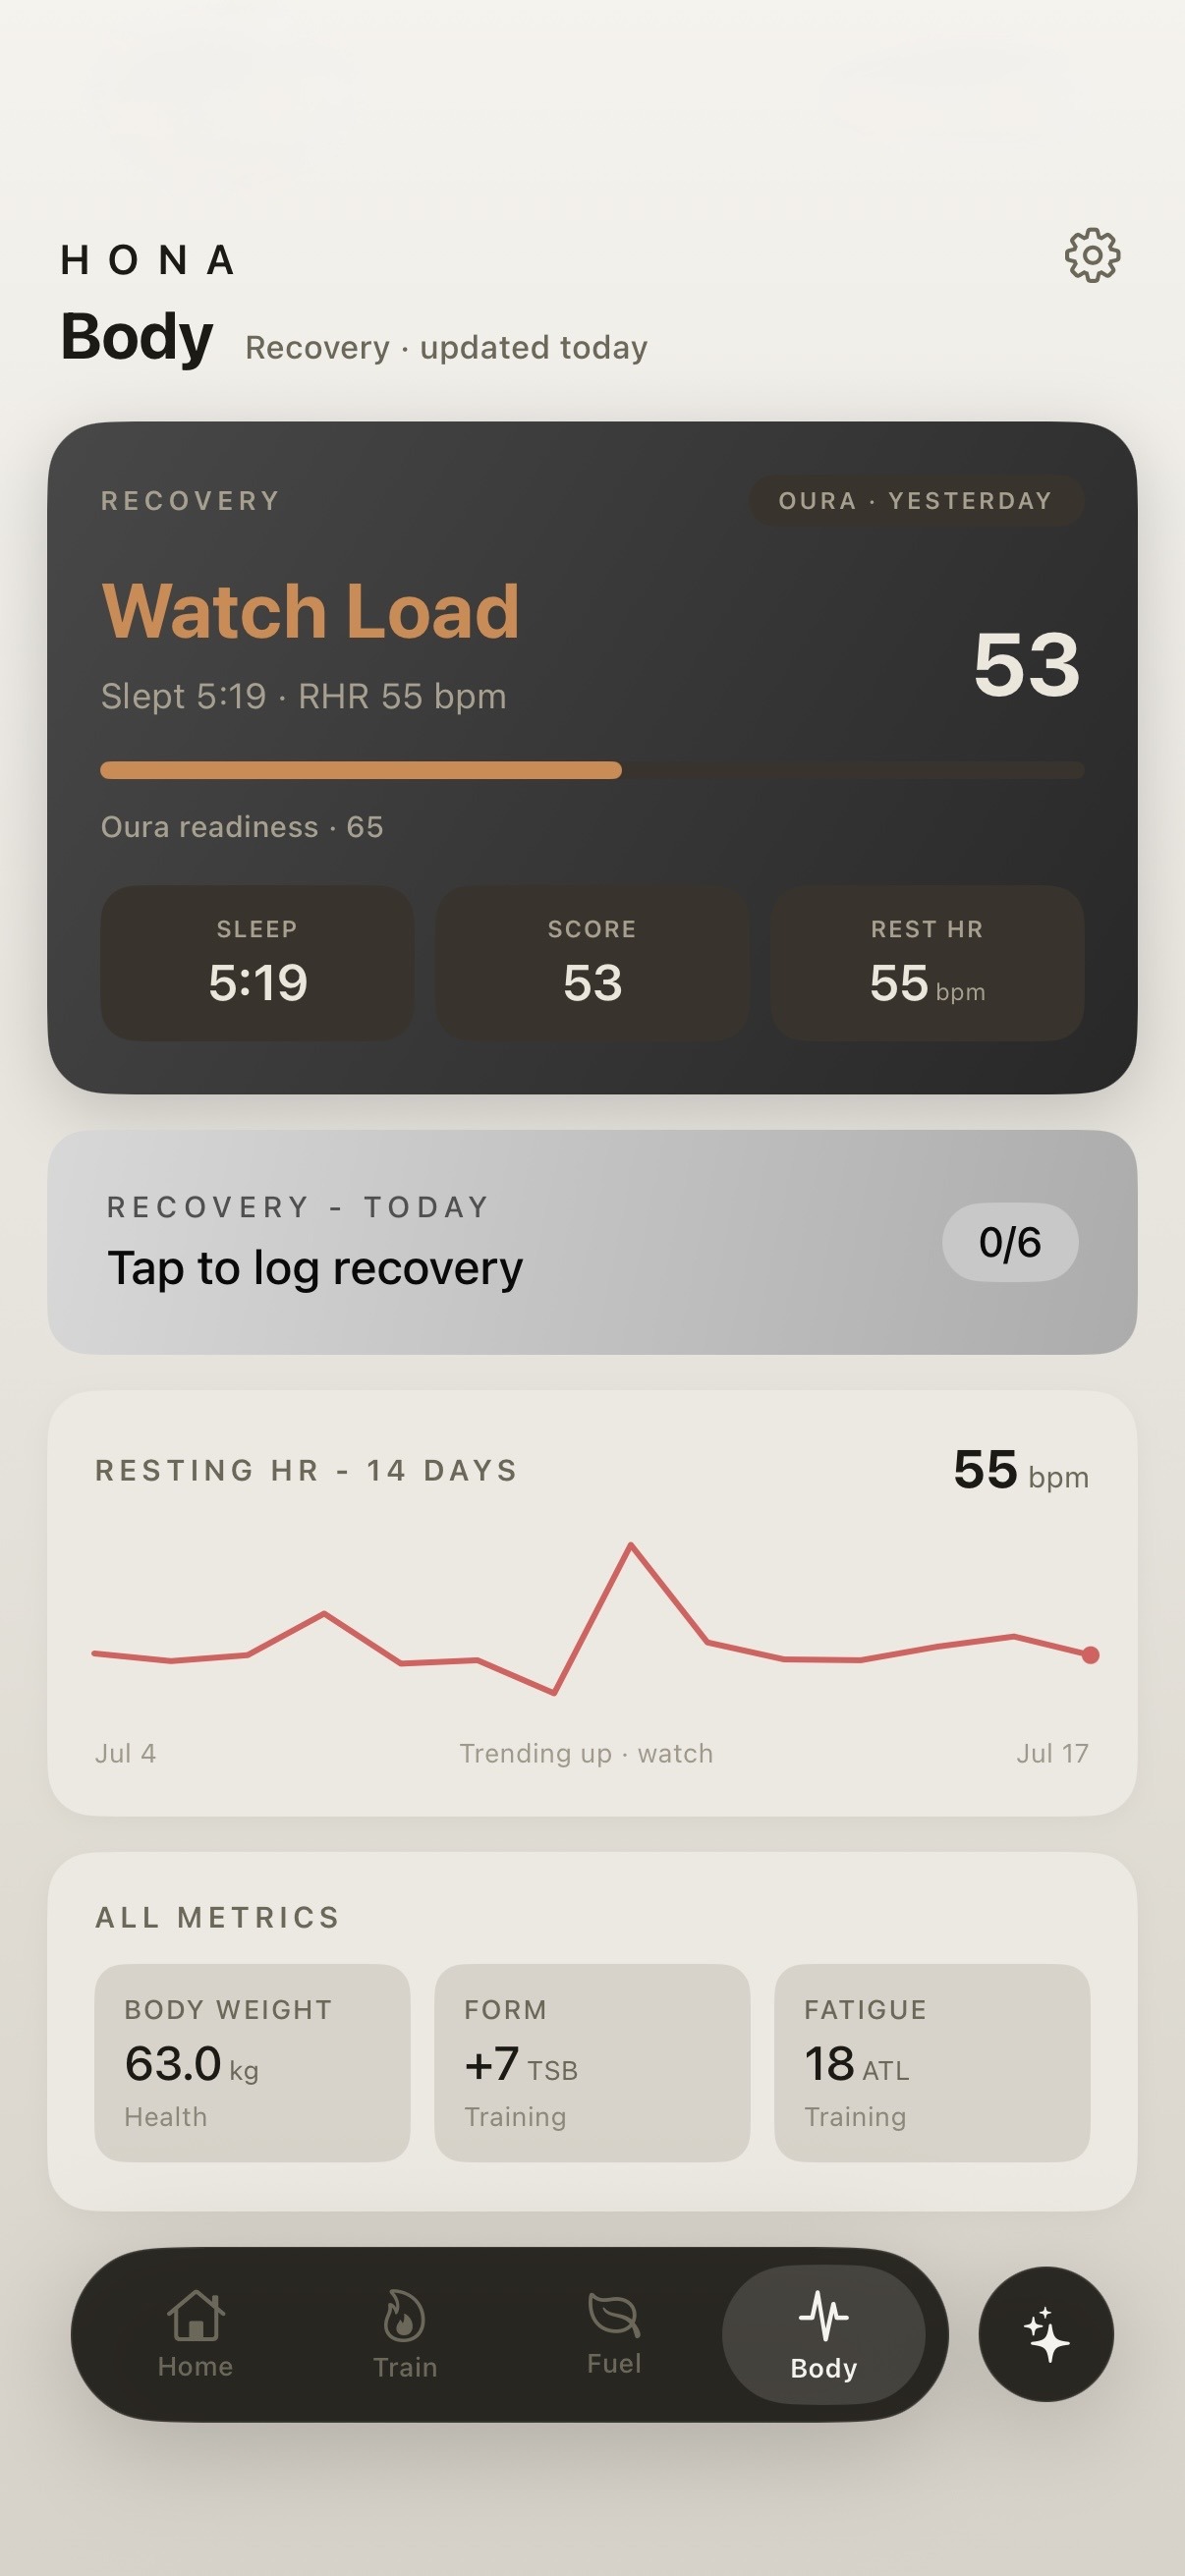 HONA
Body Recovery · updated today
RECOVERY OURA · YESTERDAY
Watch Load
53
Slept 5:19 · RHR 55 bpm
Oura readiness · 65
SLEEP SCORE REST HR
5:19 53 55 bpm
RECOVERY - TODAY
Tap to log recovery
0/6
RESTING HR - 14 DAYS 55 bpm
Jul 4 Trending up · watch Jul 17
ALL METRICS
BODY WEIGHT FORM FATIGUE
63.0 kg +7 TSB 18 ATL
Health Training Training
Home Train Fuel Body